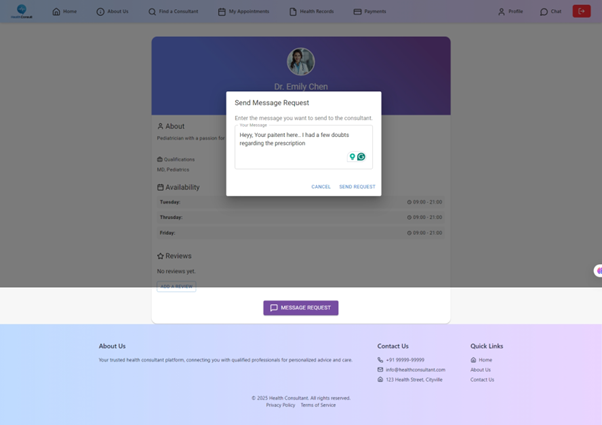 Home
About Us
Find a Consultant
My Appointments
Health Records
Payments
Profile
Chat
Dr. Emily Chen
Send Message Request
Enter the message you want to send to the consultant.
Your Message
Heyy, Your paitent here.. I had a few doubts
regarding the prescription
CANCEL
SEND REQUEST
About
Pediatrician with a passion for
Qualifications
MD, Pediatrics
Availability
Tuesday:
09:00 - 21:00
Thrusday:
09:00 - 21:00
Friday:
09:00 - 21:00
Reviews
No reviews yet.
ADD A REVIEW
MESSAGE REQUEST
About Us
Your trusted health consultant platform, connecting you with qualified professionals for personalized advice and care.
Contact Us
+91 99999-99999
info@healthconsultant.com
123 Health Street, Cityville
Quick Links
Home
About Us
Contact Us
© 2025 Health Consultant. All rights reserved.
Privacy Policy Terms of Service